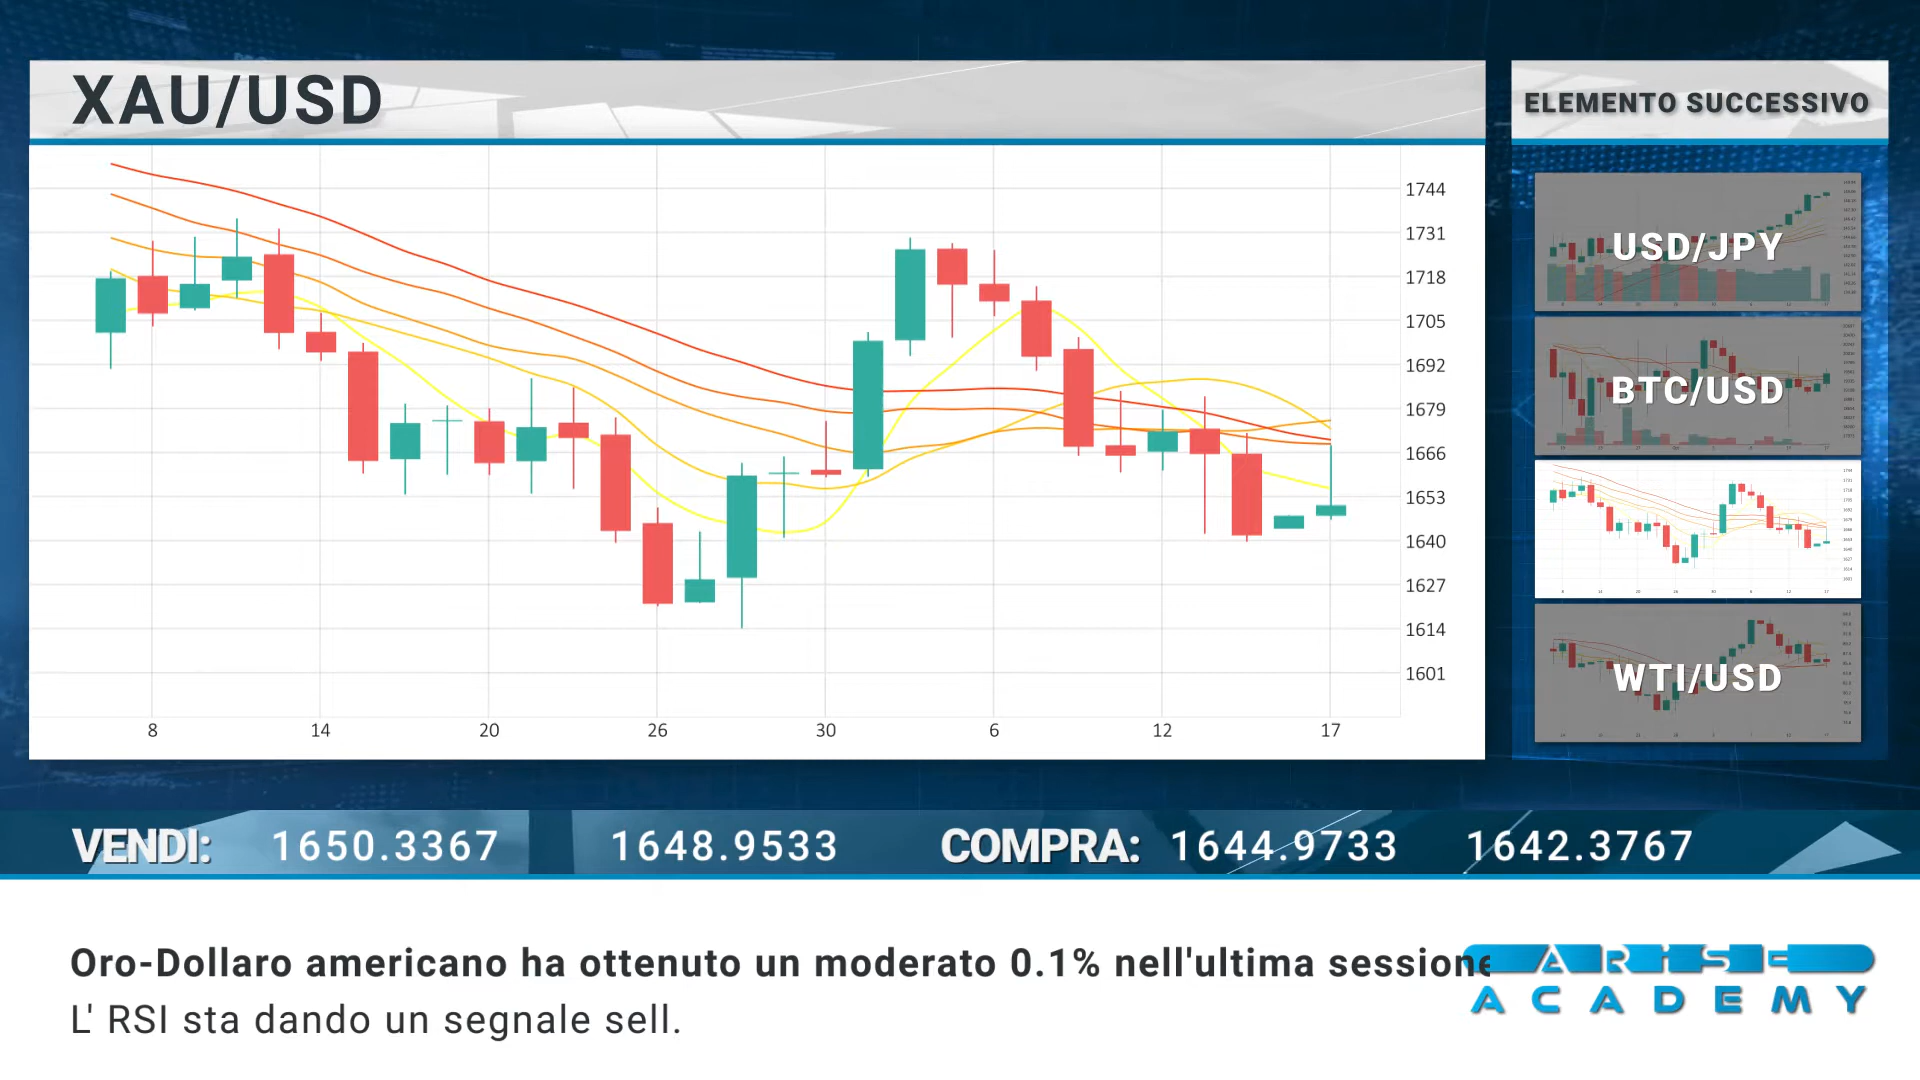 XAU/USD
ELEMENTO SUCCESSIVO
1744
1731
1718
1705
1692
1679
1666
1653
1640
1627
1614
1601
8 14 20 26 30 6 12 17
USD/JPY
BTC/USD
WTI/USD
VENDI: 1650.3367 1648.9533 COMPRA: 1644.9733 1642.3767
Oro-Dollaro americano ha ottenuto un moderato 0.1% nell'ultima sessione
L' RSI sta dando un segnale sell.
ARISE
ACADEMY